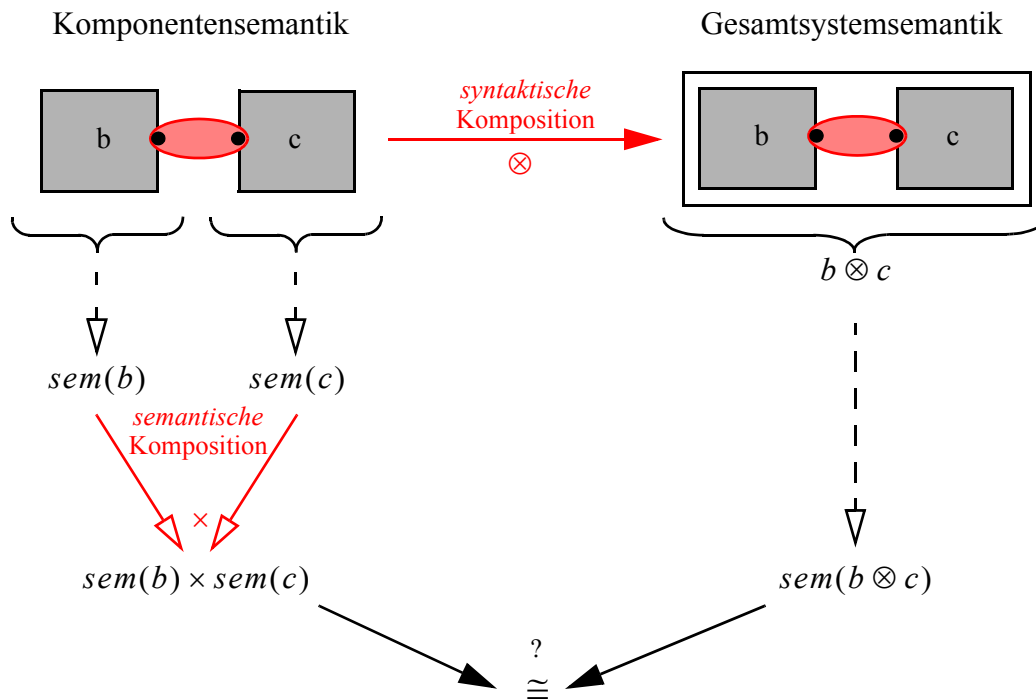 Komponentensemantik
Gesamtsystemsemantik
b
c
syntaktische
Komposition
⊗
b
c
b ⊗ c
sem(b)
sem(c)
semantische
Komposition
×
sem(b) × sem(c)
sem(b ⊗ c)
?
≅